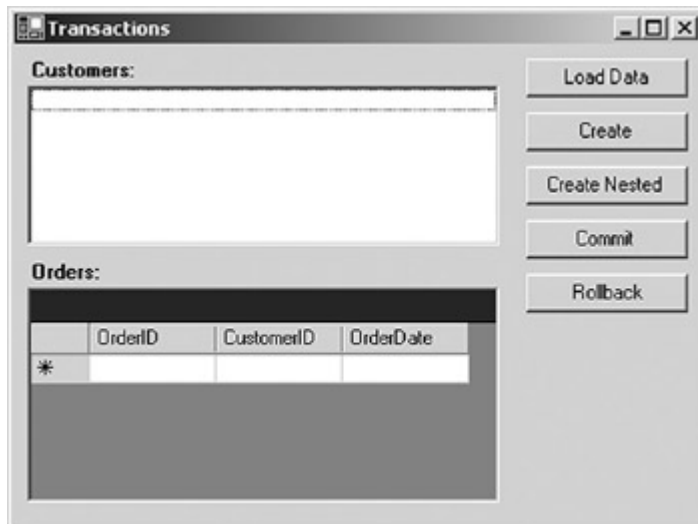 Transactions
Customers:
Load Data
Create
Create Nested
Commit
Orders:
Rollback
OrderID CustomerID OrderDate